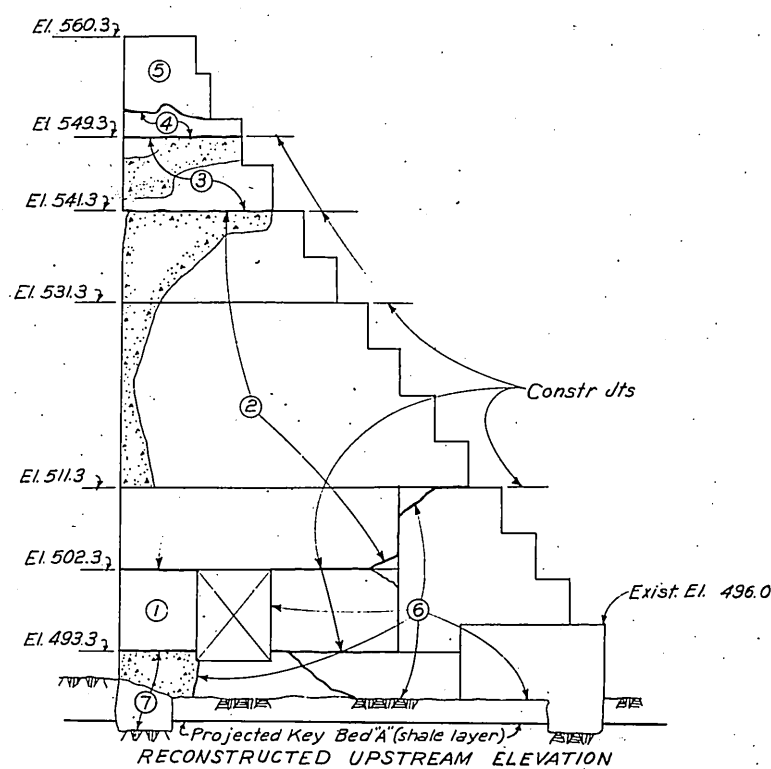 El. 560.3
5
4
El 549.3
3
El. 541.3
El. 531.3
Constr Jts
2
El. 511.3
El. 502.3
Exist. El. 496.0
1
6
El. 493.3
7
Projected Key Bed "A" (shale layer)
RECONSTRUCTED UPSTREAM ELEVATION